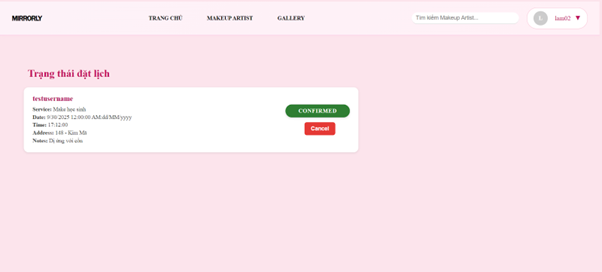 MIRRORLY
TRANG CHỦ
MAKEUP ARTIST
GALLERY
Tìm kiếm Makeup Artist...
L
lam02 ▼
Trạng thái đặt lịch
testusername
Service: Make học sinh
Date: 9/30/2025 12:00:00 AM:dd/MM/yyyy
Time: 17:12:00
Address: 148 - Kim Mã
Notes: Dị ứng với cồn
CONFIRMED
Cancel